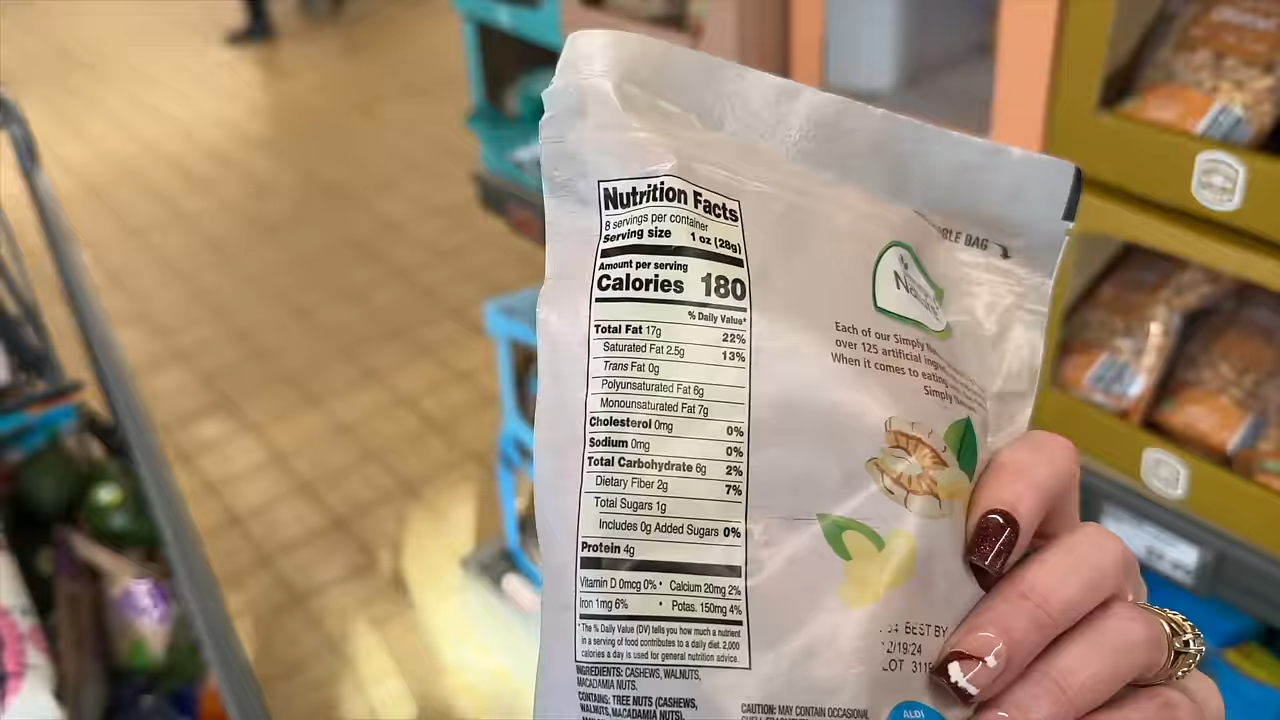 Nutrition Facts
8 servings per container
Serving size 1 oz (28g)
Amount per serving
Calories 180
% Daily Value*
Total Fat 17g 22%
Saturated Fat 2.5g 13%
Trans Fat 0g
Polyunsaturated Fat 6g
Monounsaturated Fat 7g
Cholesterol 0mg 0%
Sodium 0mg 0%
Total Carbohydrate 6g 2%
Dietary Fiber 2g 7%
Total Sugars 1g
Includes 0g Added Sugars 0%
Protein 4g
Vitamin D 0mcg 0% • Calcium 20mg 2%
Iron 1mg 6% • Potas. 150mg 4%
* The % Daily Value (DV) tells you how much a nutrient
in a serving of food contributes to a daily diet. 2,000
calories a day is used for general nutrition advice.
INGREDIENTS: CASHEWS, WALNUTS,
MACADAMIA NUTS.
CONTAINS: TREE NUTS (CASHEWS,
WALNUTS, MACADAMIA NUTS).
BAG
Each of our Simply
over 125 artificial
When it comes to eating
Simply
BEST BY
12/19/24
LOT
CAUTION: MAY CONTAIN OCCASIONAL
ALDI